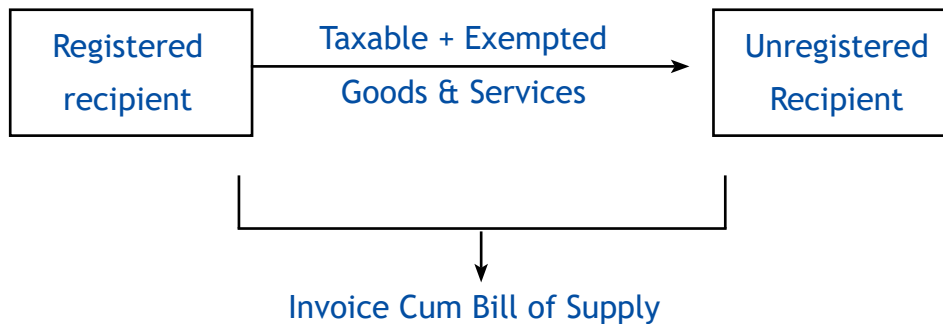 Registered
recipient
Taxable + Exempted
Goods & Services
Unregistered
Recipient
Invoice Cum Bill of Supply